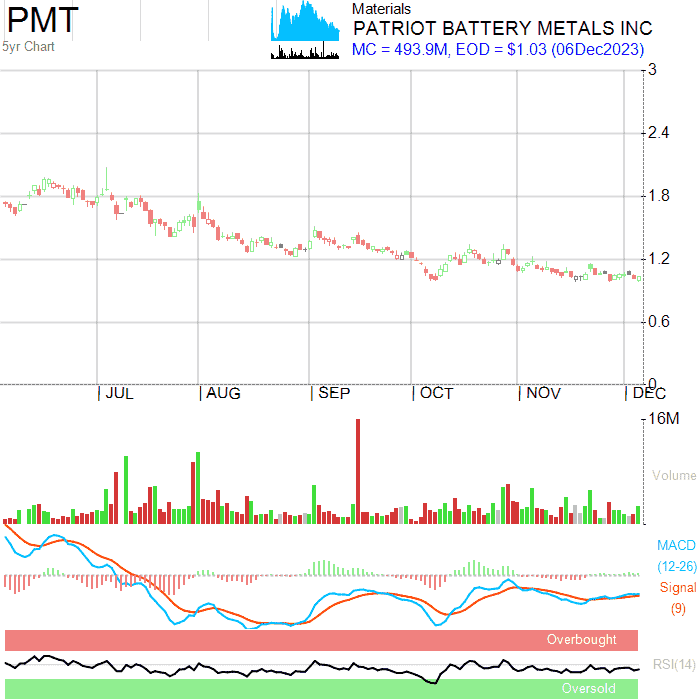 PMT
5yr Chart
Materials
PATRIOT BATTERY METALS INC
MC = 493.9M, EOD = $1.03 (06Dec2023)
3
2.4
1.8
1.2
0.6
0
JUL AUG SEP OCT NOV DEC
16M
Volume
MACD
(12-26)
Signal
(9)
Overbought
RSI(14)
Oversold